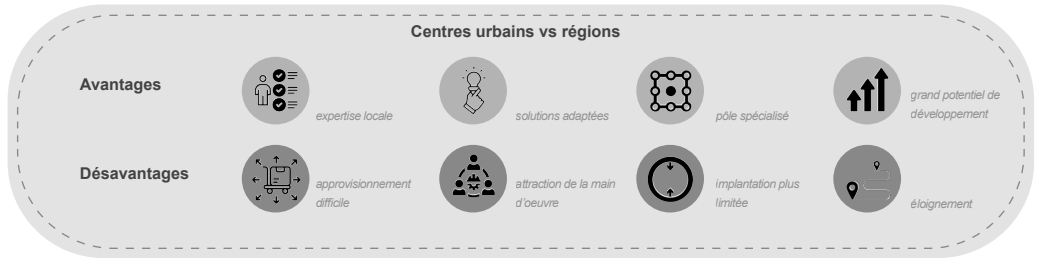 Centres urbains vs régions
Avantages
expertise locale
solutions adaptées
pôle spécialisé
grand potentiel de
développement
Désavantages
approvisionnement
difficile
attraction de la main
d'oeuvre
implantation plus
limitée
éloignement